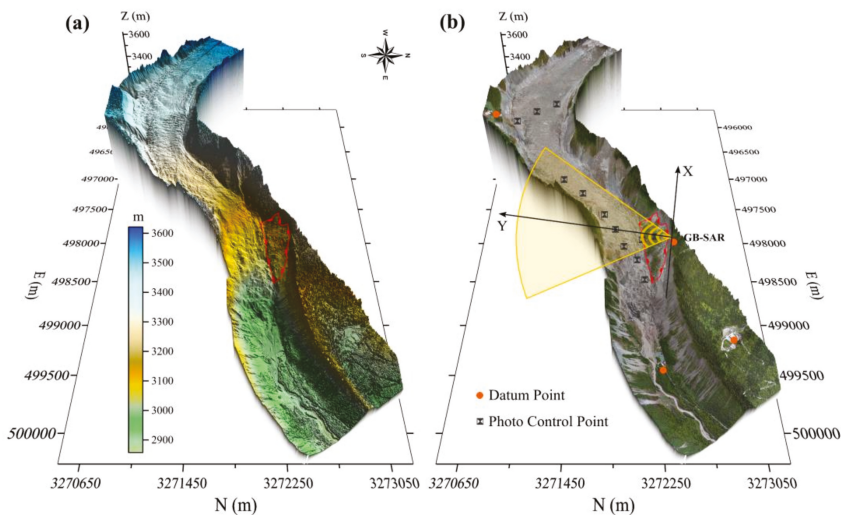 (a)
Z (m)
3600
3400
W
S
N
E
496500
497000
497500
498000
498500
499000
499500
500000
E (m)
m
3600
3500
3400
3300
3200
3100
3000
2900
3270650
3271450
3272250
3273050
N (m)
(b)
Z (m)
3600
3400
496000
496500
497000
497500
498000
498500
499000
499500
500000
E (m)
X
Y
GB-SAR
Datum Point
Photo Control Point
3270650
3271450
3272250
3273050
N (m)